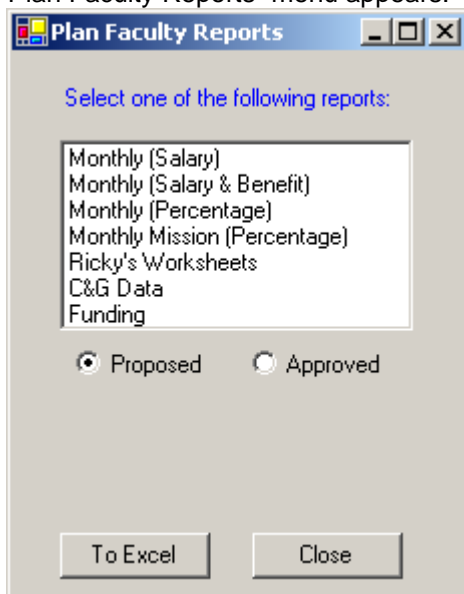 Plan Faculty Reports" menu appears.
Plan Faculty Reports
Select one of the following reports:
Monthly (Salary)
Monthly (Salary & Benefit)
Monthly (Percentage)
Monthly Mission (Percentage)
Ricky's Worksheets
C&G Data
Funding
Proposed Approved
To Excel Close